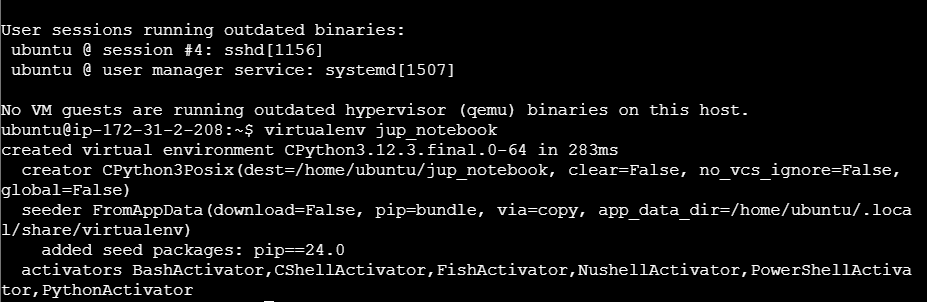 User sessions running outdated binaries:
 ubuntu @ session #4: sshd[1156]
 ubuntu @ user manager service: systemd[1507]
No VM guests are running outdated hypervisor (qemu) binaries on this host.
ubuntu@ip-172-31-2-208:~$ virtualenv jup_notebook
created virtual environment CPython3.12.3.final.0-64 in 283ms
  creator CPython3Posix(dest=/home/ubuntu/jup_notebook, clear=False, no_vcs_ignore=False,
global=False)
  seeder FromAppData(download=False, pip=bundle, via=copy, app_data_dir=/home/ubuntu/.loca
l/share/virtualenv)
    added seed packages: pip==24.0
  activators BashActivator,CShellActivator,FishActivator,NushellActivator,PowerShellActiva
tor,PythonActivator